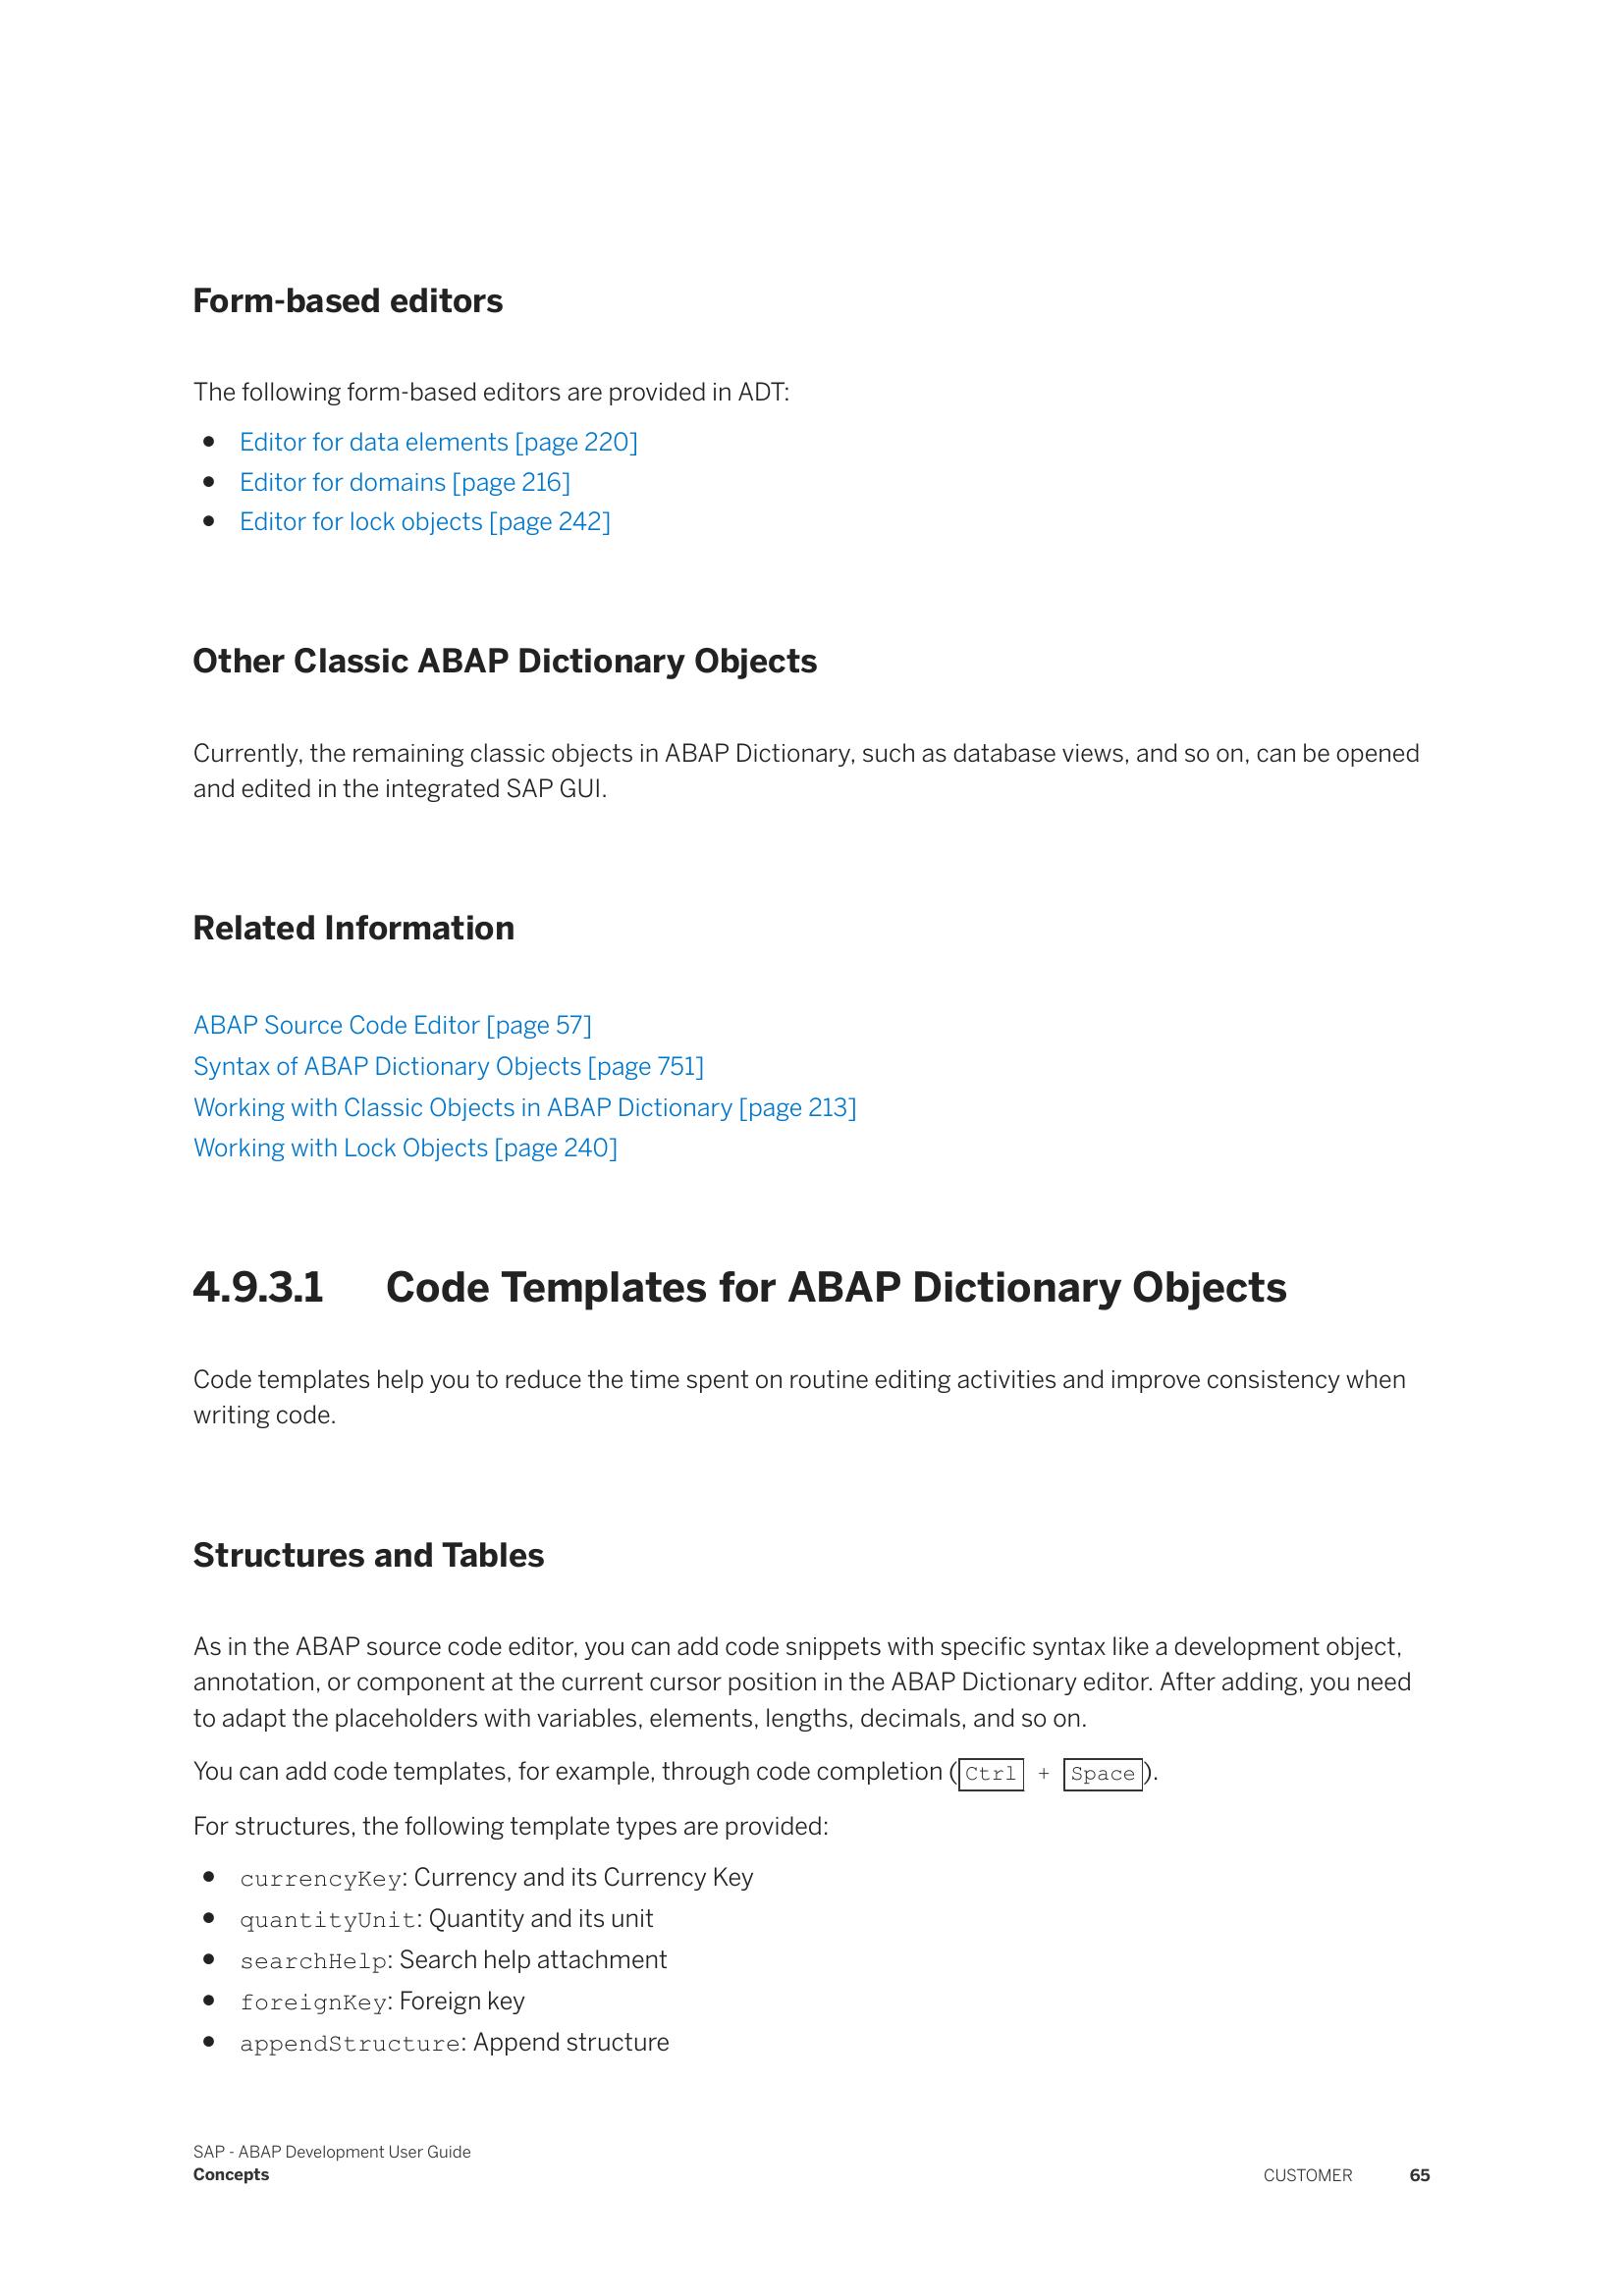 Form-based editors
The following form-based editors are provided in ADT:
● Editor for data elements [page 220]
● Editor for domains [page 216]
● Editor for lock objects [page 242]
Other Classic ABAP Dictionary Objects
Currently, the remaining classic objects in ABAP Dictionary, such as database views, and so on, can be opened
and edited in the integrated SAP GUI.
Related Information
ABAP Source Code Editor [page 57]
Syntax of ABAP Dictionary Objects [page 751]
Working with Classic Objects in ABAP Dictionary [page 213]
Working with Lock Objects [page 240]
4.9.3.1 Code Templates for ABAP Dictionary Objects
Code templates help you to reduce the time spent on routine editing activities and improve consistency when
writing code.
Structures and Tables
As in the ABAP source code editor, you can add code snippets with specific syntax like a development object,
annotation, or component at the current cursor position in the ABAP Dictionary editor. After adding, you need
to adapt the placeholders with variables, elements, lengths, decimals, and so on.
You can add code templates, for example, through code completion ( Ctrl + Space ).
For structures, the following template types are provided:
● currencyKey: Currency and its Currency Key
● quantityUnit: Quantity and its unit
● searchHelp: Search help attachment
● foreignKey: Foreign key
● appendStructure: Append structure
SAP - ABAP Development User Guide
Concepts
CUSTOMER 65